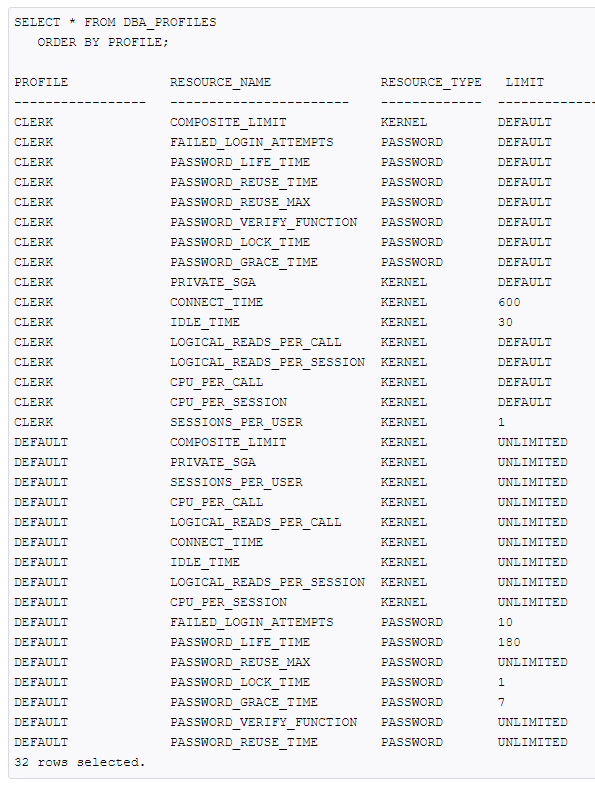 SELECT * FROM DBA_PROFILES
   ORDER BY PROFILE;

PROFILE             RESOURCE_NAME              RESOURCE_TYPE   LIMIT
-----------------   -----------------------    -------------  -------------
CLERK               COMPOSITE_LIMIT            KERNEL         DEFAULT
CLERK               FAILED_LOGIN_ATTEMPTS      PASSWORD       DEFAULT
CLERK               PASSWORD_LIFE_TIME         PASSWORD       DEFAULT
CLERK               PASSWORD_REUSE_TIME        PASSWORD       DEFAULT
CLERK               PASSWORD_REUSE_MAX         PASSWORD       DEFAULT
CLERK               PASSWORD_VERIFY_FUNCTION   PASSWORD       DEFAULT
CLERK               PASSWORD_LOCK_TIME         PASSWORD       DEFAULT
CLERK               PASSWORD_GRACE_TIME        PASSWORD       DEFAULT
CLERK               PRIVATE_SGA                KERNEL         DEFAULT
CLERK               CONNECT_TIME               KERNEL         600
CLERK               IDLE_TIME                  KERNEL         30
CLERK               LOGICAL_READS_PER_CALL     KERNEL         DEFAULT
CLERK               LOGICAL_READS_PER_SESSION  KERNEL         DEFAULT
CLERK               CPU_PER_CALL               KERNEL         DEFAULT
CLERK               CPU_PER_SESSION            KERNEL         DEFAULT
CLERK               SESSIONS_PER_USER          KERNEL         1
DEFAULT             COMPOSITE_LIMIT            KERNEL         UNLIMITED
DEFAULT             PRIVATE_SGA                KERNEL         UNLIMITED
DEFAULT             SESSIONS_PER_USER          KERNEL         UNLIMITED
DEFAULT             CPU_PER_CALL               KERNEL         UNLIMITED
DEFAULT             LOGICAL_READS_PER_CALL     KERNEL         UNLIMITED
DEFAULT             CONNECT_TIME               KERNEL         UNLIMITED
DEFAULT             IDLE_TIME                  KERNEL         UNLIMITED
DEFAULT             LOGICAL_READS_PER_SESSION  KERNEL         UNLIMITED
DEFAULT             CPU_PER_SESSION            KERNEL         UNLIMITED
DEFAULT             FAILED_LOGIN_ATTEMPTS      PASSWORD       10
DEFAULT             PASSWORD_LIFE_TIME         PASSWORD       180
DEFAULT             PASSWORD_REUSE_MAX         PASSWORD       UNLIMITED
DEFAULT             PASSWORD_LOCK_TIME         PASSWORD       1
DEFAULT             PASSWORD_GRACE_TIME        PASSWORD       7
DEFAULT             PASSWORD_VERIFY_FUNCTION   PASSWORD       UNLIMITED
DEFAULT             PASSWORD_REUSE_TIME        PASSWORD       UNLIMITED
32 rows selected.